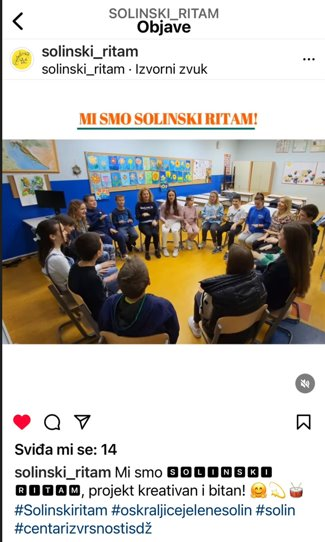 SOLINSKI_RITAM
Objave
solinski_ritam
solinski_ritam · Izvorni zvuk
MI SMO SOLINSKI RITAM!
Sviđa mi se: 14
solinski_ritam Mi smo 🆂🅾🅻🅸🅽🆂🅺🅸
🆁🅸🆃🅰🅼, projekt kreativan i bitan! 🤗💫🥁
#Solinskiritam #oskraljicejelenesolin #solin
#centarizvrsnostisdž